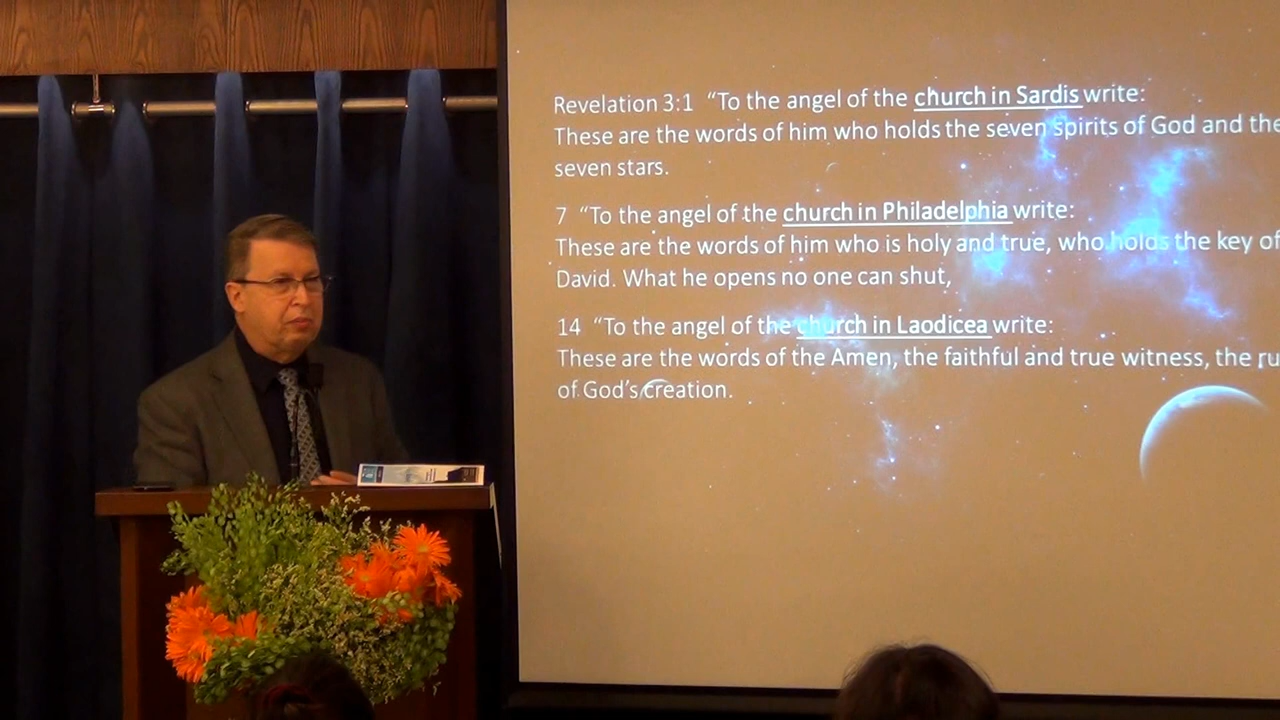 Revelation 3:1 “To the angel of the church in Sardis write:
These are the words of him who holds the seven spirits of God and the
seven stars.
7 “To the angel of the church in Philadelphia write:
These are the words of him who is holy and true, who holds the key of
David. What he opens no one can shut,
14 “To the angel of the church in Laodicea write:
These are the words of the Amen, the faithful and true witness, the
of God’s creation.